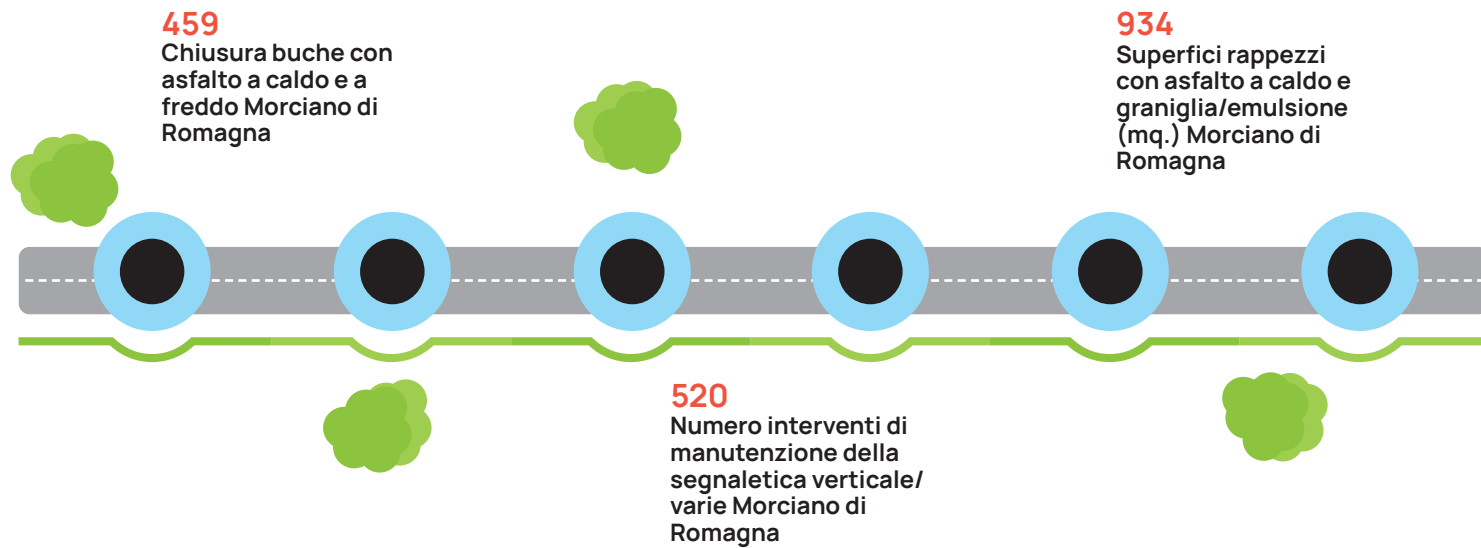 459
Chiusura buche con
asfalto a caldo e a
freddo Morciano di
Romagna
934
Superfici rappezzi
con asfalto a caldo e
graniglia/emulsione
(mq.) Morciano di
Romagna
520
Numero interventi di
manutenzione della
segnaletica verticale/
varie Morciano di
Romagna